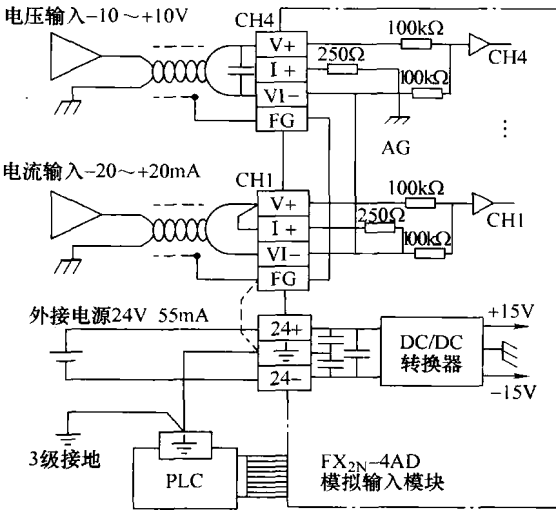 电压输入–10～+10V
CH4
V+
I+
VI−
FG
250Ω
100kΩ
100kΩ
CH4
AG
⋮
电流输入–20～+20mA
CH1
V+
I+
VI−
FG
250Ω
100kΩ
100kΩ
CH1
外接电源24V 55mA
24+
24−
DC/DC
转换器
+15V
−15V
3级接地
PLC
FX2N–4AD
模拟输入模块